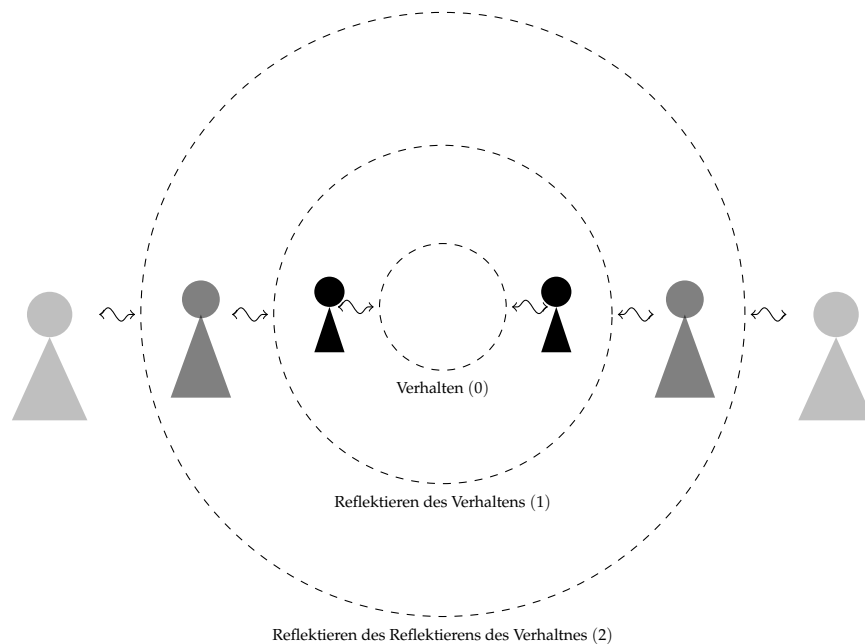 Verhalten (0)
Reflektieren des Verhaltens (1)
Reflektieren des Reflektierens des Verhaltnes (2)